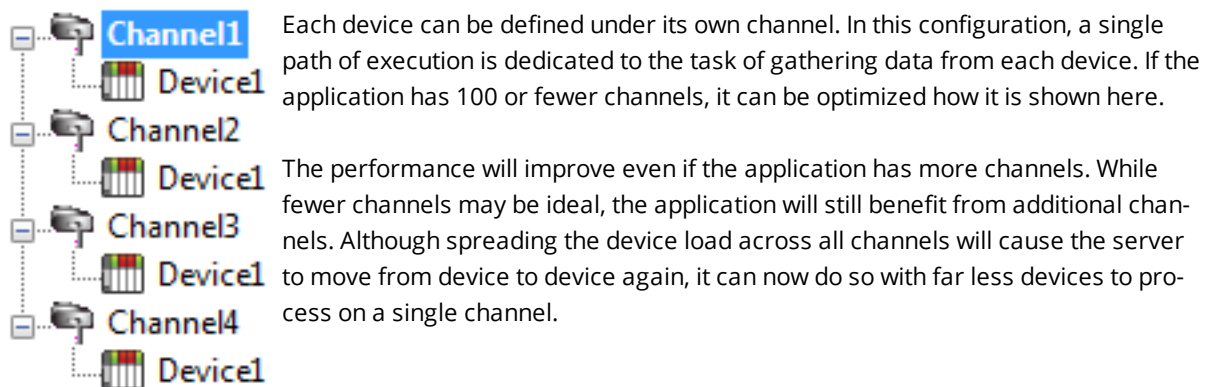 Channel1
Device1
Channel2
Device1
Channel3
Device1
Channel4
Device1
Each device can be defined under its own channel. In this configuration, a single
path of execution is dedicated to the task of gathering data from each device. If the
application has 100 or fewer channels, it can be optimized how it is shown here.
The performance will improve even if the application has more channels. While
fewer channels may be ideal, the application will still benefit from additional chan-
nels. Although spreading the device load across all channels will cause the server
to move from device to device again, it can now do so with far less devices to pro-
cess on a single channel.